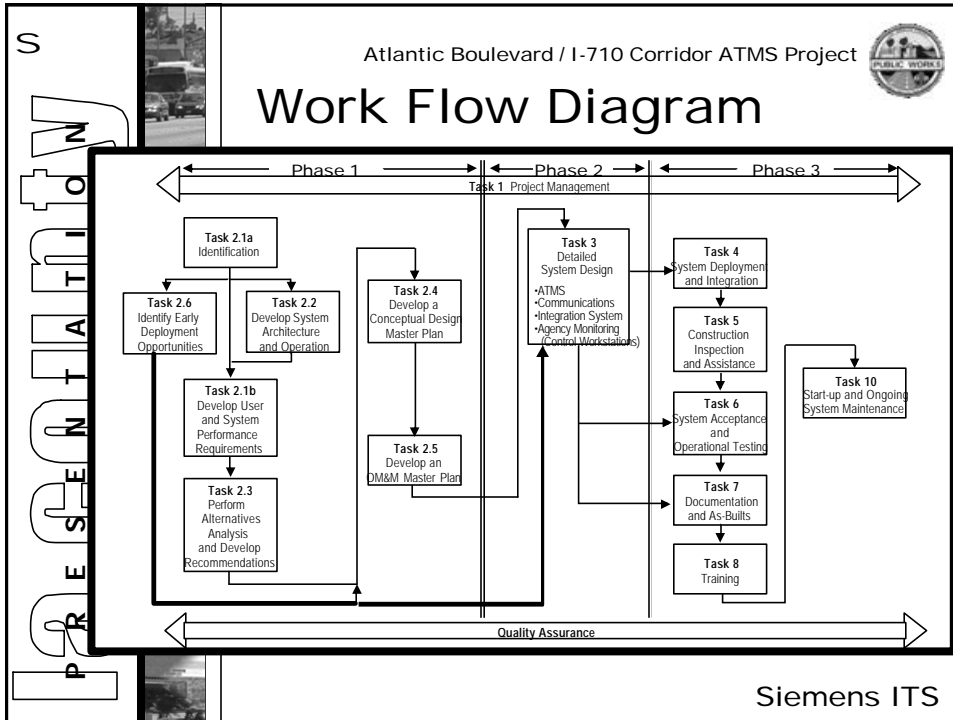 S
Atlantic Boulevard / I-710 Corridor ATMS Project
PUBLIC WORKS
Work Flow Diagram
PRESENTATION
Phase 1
Phase 2
Phase 3
Task 1 Project Management
Task 2.1a
Identification
Task 2.6
Identify Early
Deployment
Opportunities
Task 2.2
Develop System
Architecture
and Operation
Task 2.1b
Develop User
and System
Performance
Requirements
Task 2.3
Perform
Alternatives
Analysis
and Develop
Recommendations
Task 2.4
Develop a
Conceptual Design
Master Plan
Task 2.5
Develop an
OM&M Master Plan
Task 3
Detailed
System Design
•ATMS
•Communications
•Integration System
•Agency Monitoring
(Control Workstations)
Task 4
System Deployment
and Integration
Task 5
Construction
Inspection
and Assistance
Task 6
System Acceptance
and
Operational Testing
Task 7
Documentation
and As-Builts
Task 8
Training
Task 10
Start-up and Ongoing
System Maintenance
Quality Assurance
Siemens ITS